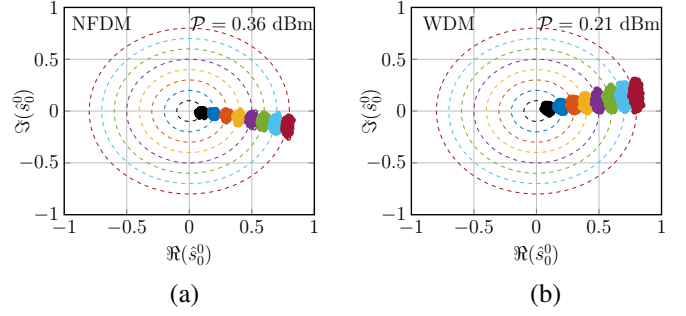 NFDM 𝒫 = 0.36 dBm
1
0.5
0
−0.5
−1
−1 −0.5 0 0.5 1
ℑ(ŝ₀⁰)
ℜ(ŝ₀⁰)
(a)
WDM 𝒫 = 0.21 dBm
1
0.5
0
−0.5
−1
−1 −0.5 0 0.5 1
ℑ(ŝ₀⁰)
ℜ(ŝ₀⁰)
(b)